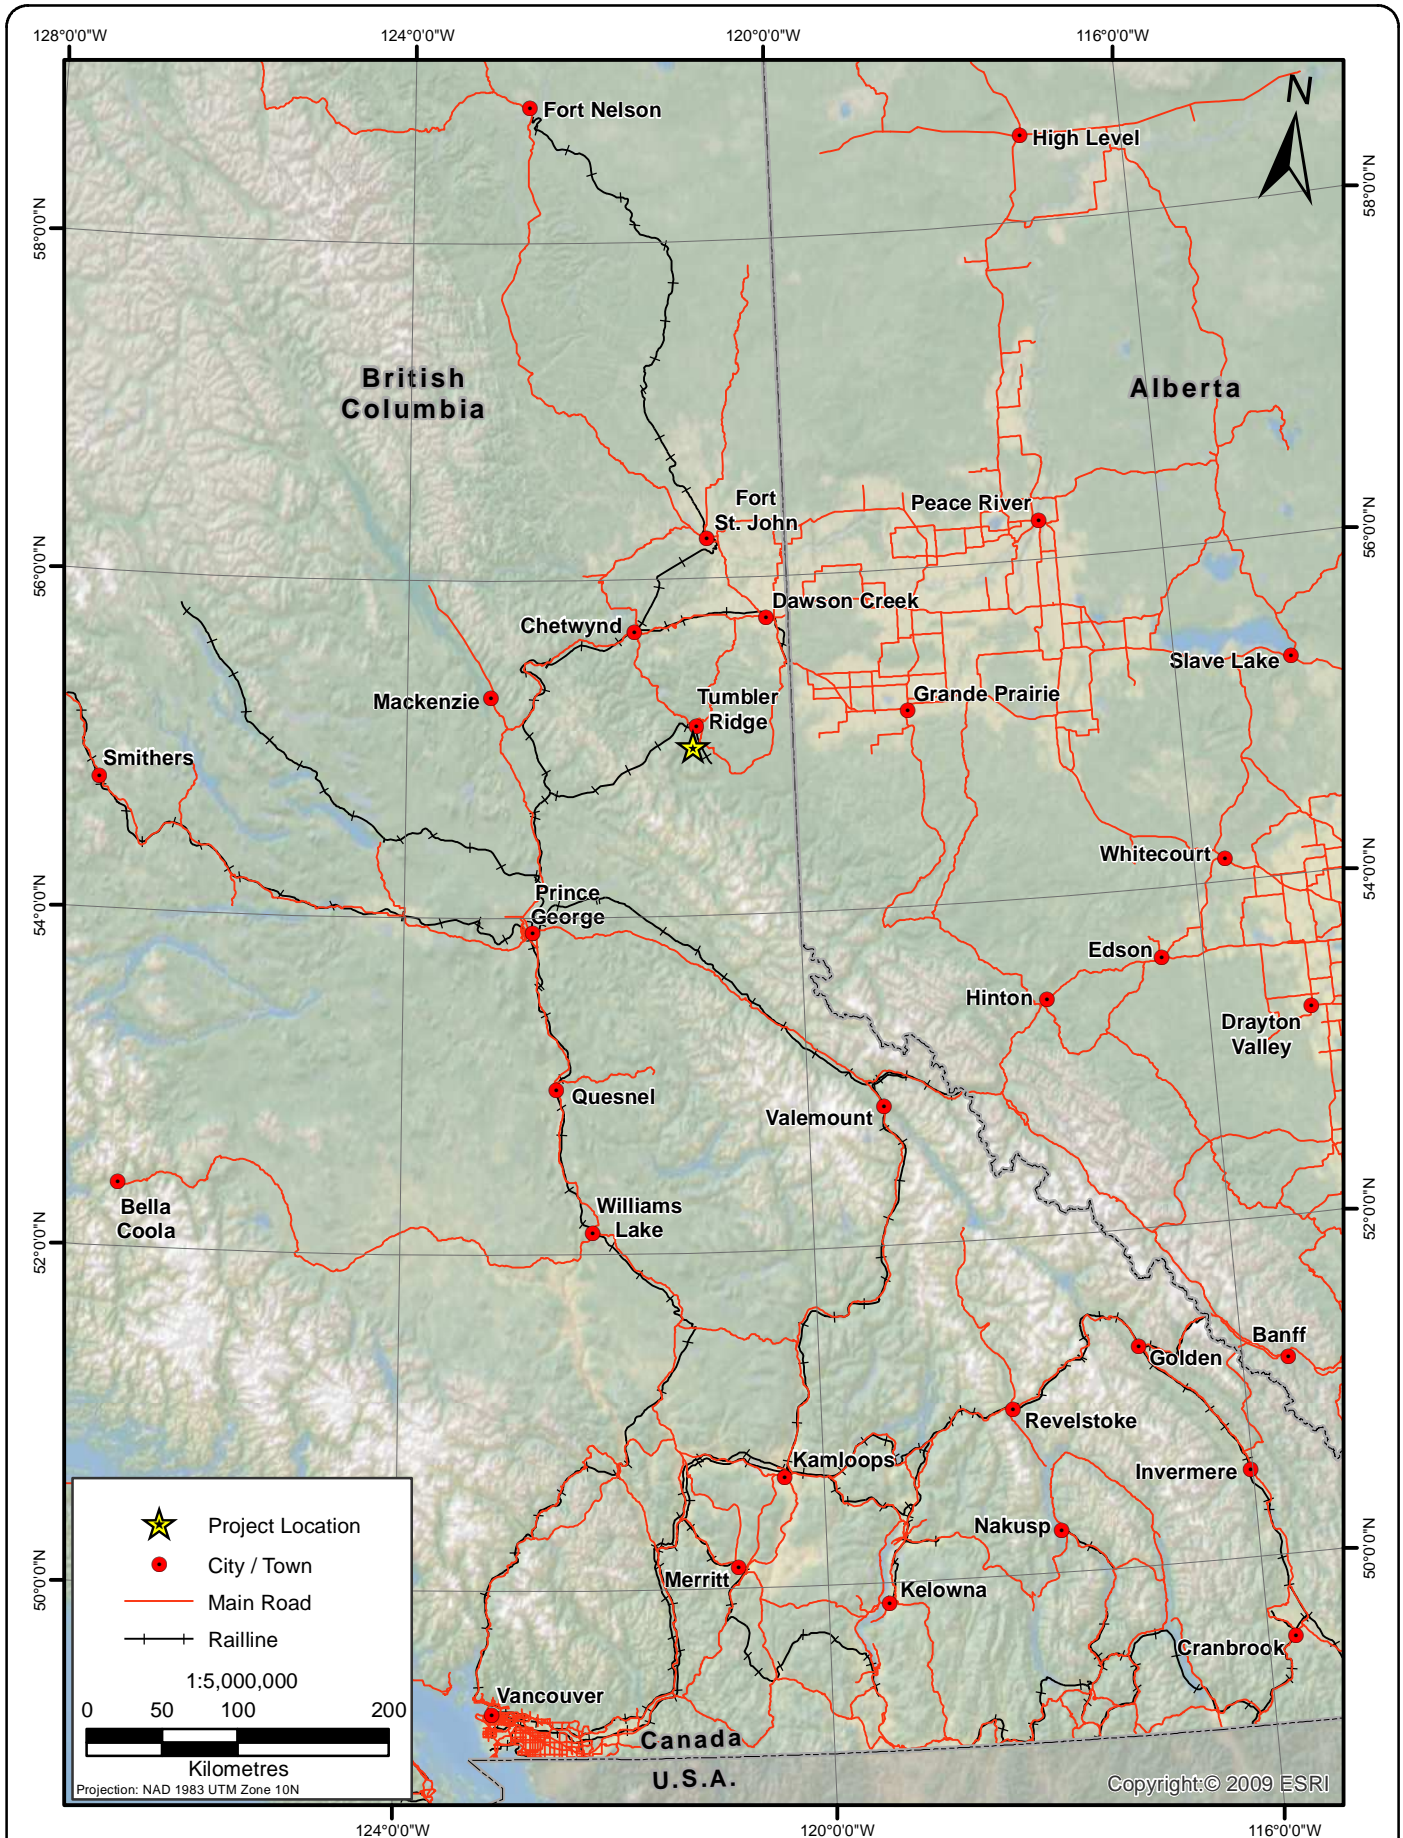 128°0'0"W
124°0'0"W
120°0'0"W
116°0'0"W
N
Fort Nelson
High Level
58°0'0"N
58°0'0"N
British
Columbia
Alberta
Fort
St. John
Peace River
56°0'0"N
56°0'0"N
Dawson Creek
Chetwynd
Slave Lake
Mackenzie
Tumbler
Ridge
Grande Prairie
Smithers
Whitecourt
54°0'0"N
54°0'0"N
Prince
George
Edson
Hinton
Drayton
Valley
Quesnel
Valemount
Bella
Coola
Williams
Lake
52°0'0"N
52°0'0"N
Banff
Golden
Revelstoke
Kamloops
Invermere
Nakusp
50°0'0"N
50°0'0"N
Merritt
Kelowna
Cranbrook
Vancouver
Canada
U.S.A.
Project Location
City / Town
Main Road
Railline
1:5,000,000
0 50 100 200
Kilometres
Projection: NAD 1983 UTM Zone 10N
Copyright:© 2009 ESRI
124°0'0"W
120°0'0"W
116°0'0"W